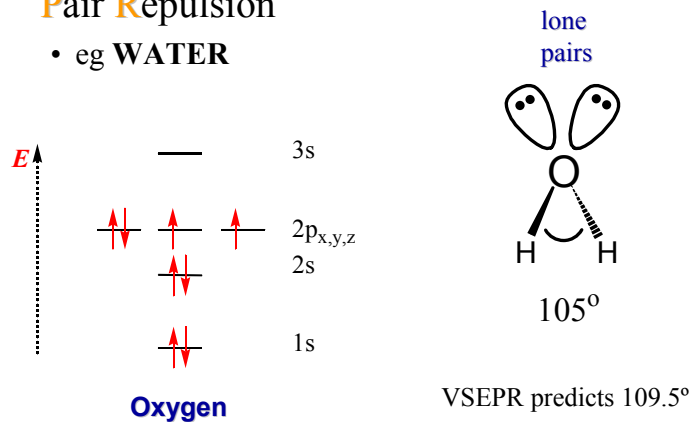 Pair Repulsion
• eg WATER
E
3s
2pₓ,ᵧ,z
2s
1s
Oxygen
lone
pairs
O
H H
105º
VSEPR predicts 109.5º